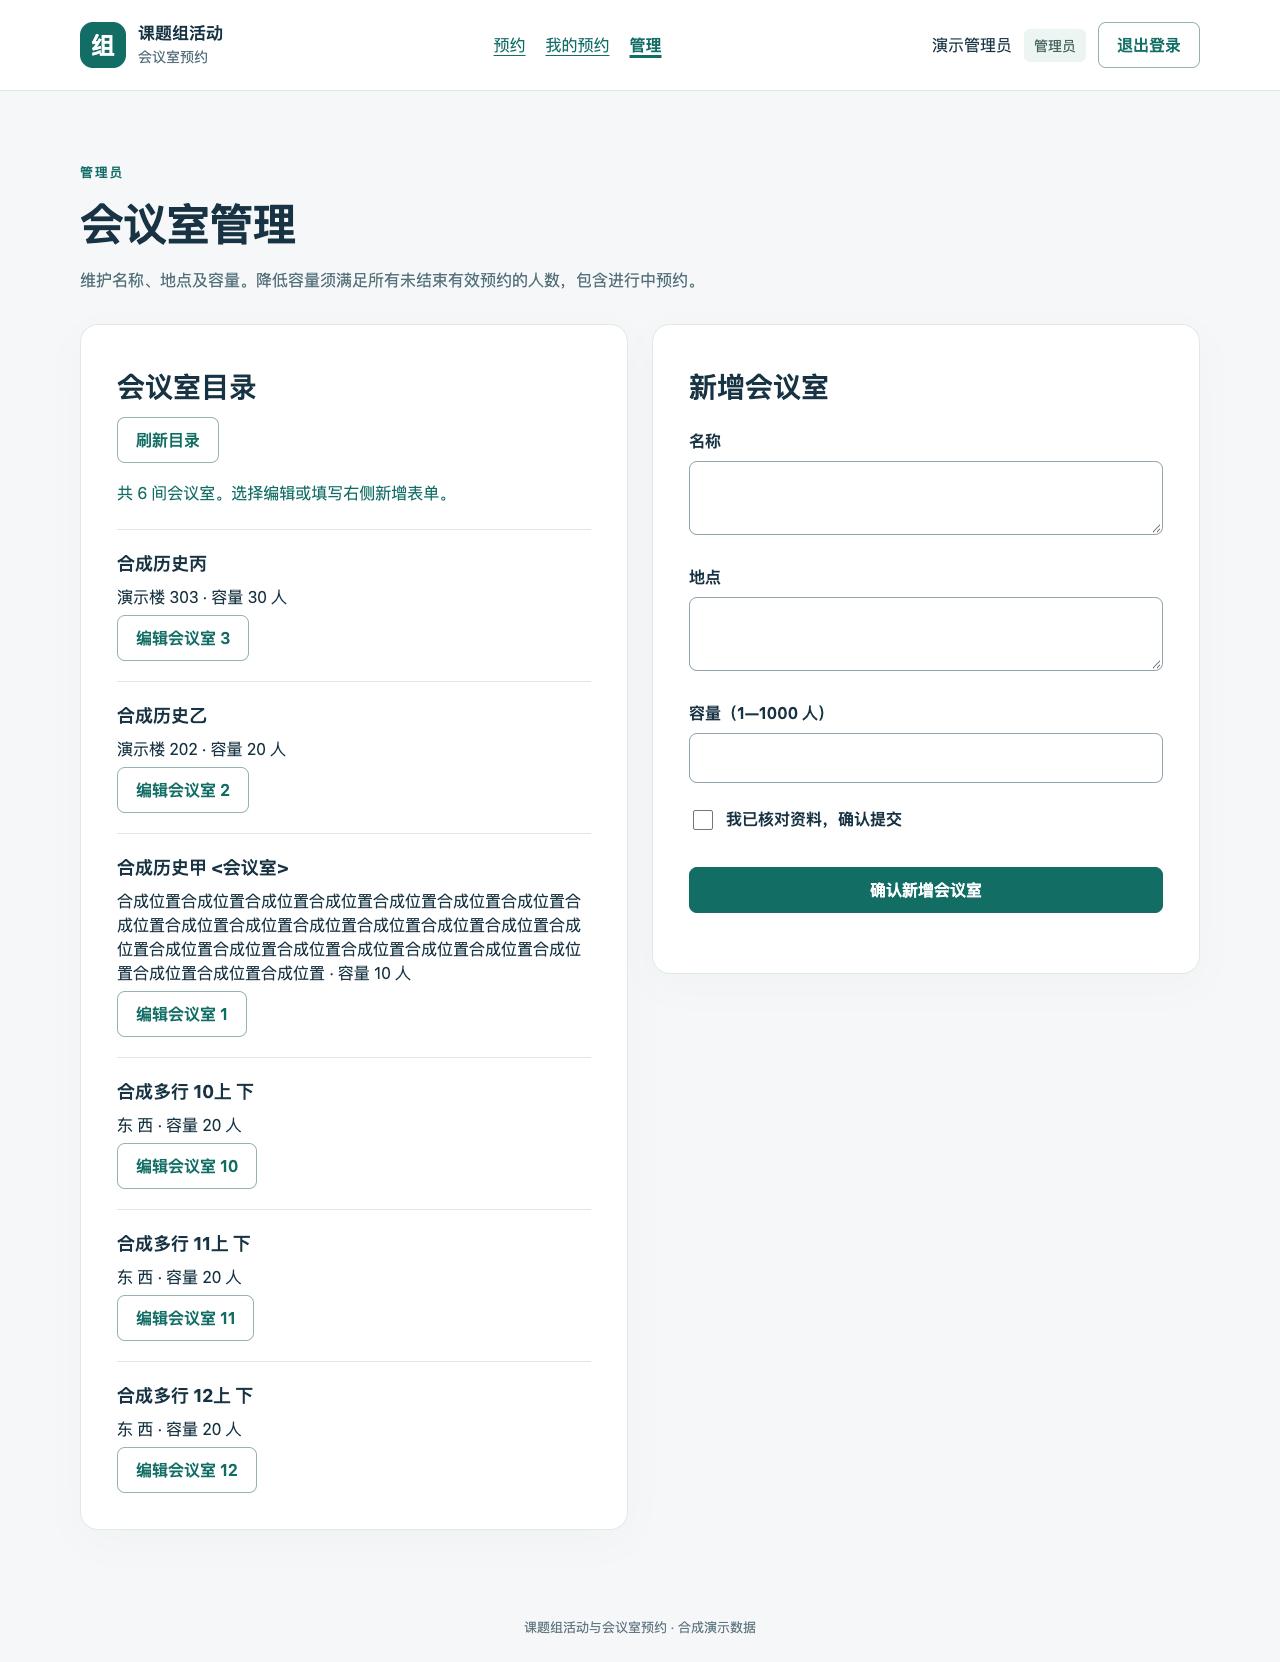 组
课题组活动
会议室预约
预约 我的预约 管理
演示管理员 管理员 退出登录
管理员
会议室管理
维护名称、地点及容量。降低容量须满足所有未结束有效预约的人数，包含进行中预约。
会议室目录
刷新目录
共 6 间会议室。选择编辑或填写右侧新增表单。
合成历史丙
演示楼 303 · 容量 30 人
编辑会议室 3
合成历史乙
演示楼 202 · 容量 20 人
编辑会议室 2
合成历史甲 <会议室>
合成位置合成位置合成位置合成位置合成位置合成位置合成位置合
成位置合成位置合成位置合成位置合成位置合成位置合成位置合成
位置合成位置合成位置合成位置合成位置合成位置合成位置合成位
置合成位置合成位置合成位置 · 容量 10 人
编辑会议室 1
合成多行 10上 下
东 西 · 容量 20 人
编辑会议室 10
合成多行 11上 下
东 西 · 容量 20 人
编辑会议室 11
合成多行 12上 下
东 西 · 容量 20 人
编辑会议室 12
新增会议室
名称
地点
容量（1—1000 人）
我已核对资料，确认提交
确认新增会议室
课题组活动与会议室预约 · 合成演示数据